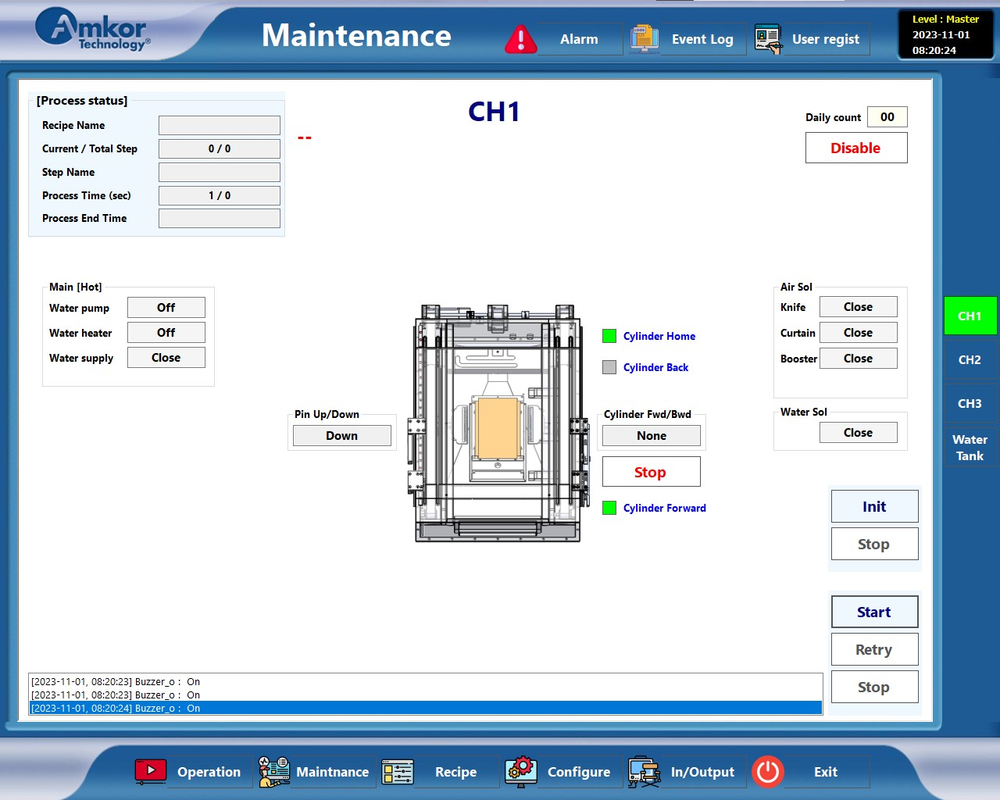 Amkor
Technology®
Maintenance
Alarm
Event Log
User regist
Level : Master
2023-11-01
08:20:24
[Process status]
Recipe Name
Current / Total Step
0 / 0
Step Name
Process Time (sec)
1 / 0
Process End Time
--
CH1
Daily count
00
Disable
Main [Hot]
Water pump
Off
Water heater
Off
Water supply
Close
Pin Up/Down
Down
Cylinder Home
Cylinder Back
Cylinder Fwd/Bwd
None
Stop
Cylinder Forward
Air Sol
Knife
Close
Curtain
Close
Booster
Close
Water Sol
Close
CH1
CH2
CH3
Water
Tank
Init
Stop
Start
Retry
Stop
[2023-11-01, 08:20:23] Buzzer_o : On
[2023-11-01, 08:20:23] Buzzer_o : On
[2023-11-01, 08:20:24] Buzzer_o : On
Operation
Maintnance
Recipe
Configure
In/Output
Exit